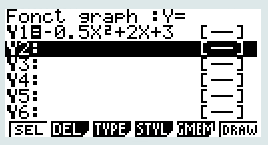 Fonct graph :Y=
Y1=-0.5X²+2X+3 [—]
Y2: [—]
Y3: [—]
Y4: [—]
Y5: [—]
Y6: [—]
SEL DEL TYPE STYL GMEM DRAW